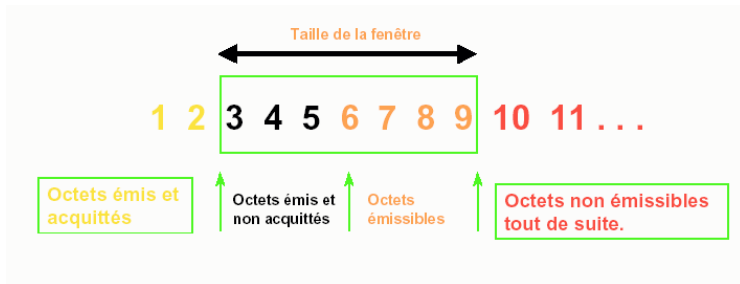 Taille de la fenêtre
1 2 3 4 5 6 7 8 9 10 11 . . .
Octets émis et
acquittés
Octets émis et
non acquittés
Octets
émissibles
Octets non émissibles
tout de suite.